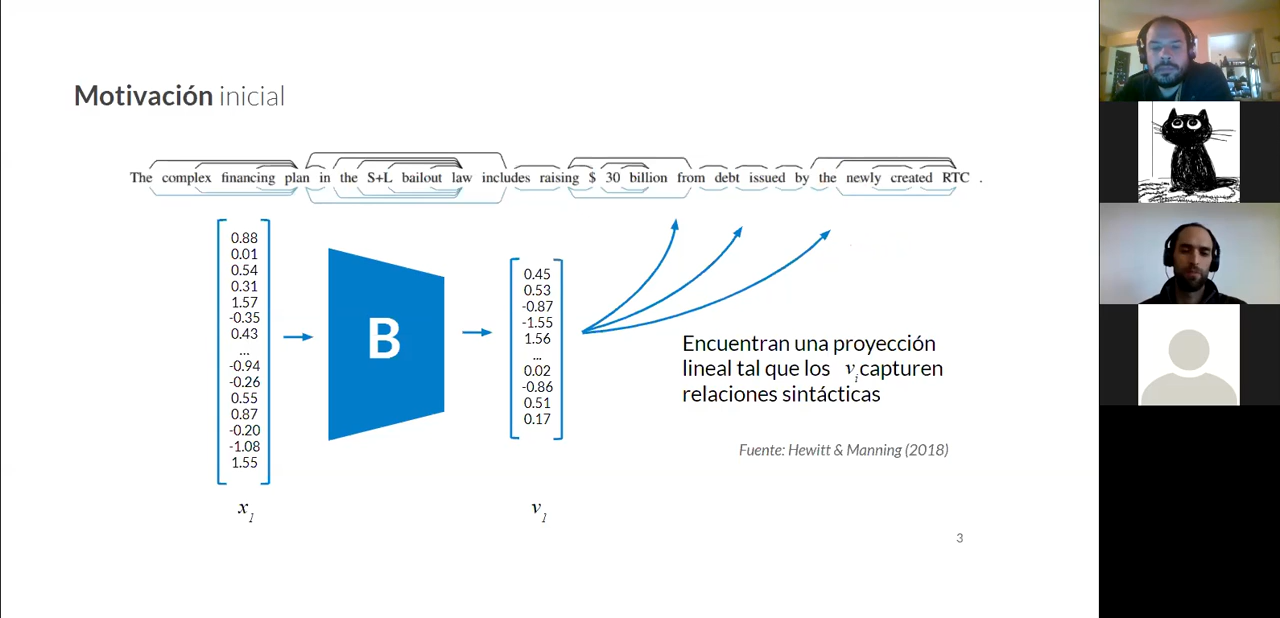 Motivación inicial
The complex financing plan in the S+L bailout law includes raising $ 30 billion from debt issued by the newly created RTC .
0.88
0.01
0.54
0.31
1.57
-0.35
0.43
...
-0.94
-0.26
0.55
0.87
-0.20
-1.08
1.55
x1
B
0.45
0.53
-0.87
-1.55
1.56
...
0.02
-0.86
0.51
0.17
v1
Encuentran una proyección
lineal tal que los vi capturen
relaciones sintácticas
Fuente: Hewitt & Manning (2018)
3